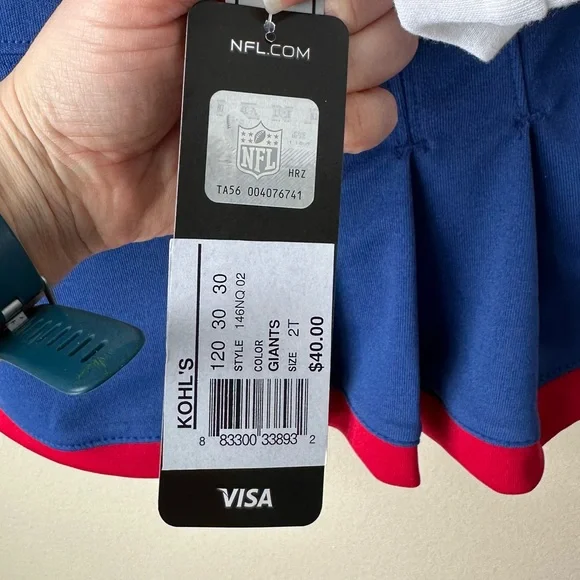 NFL.COM
NFL
HRZ
TA56 004076741
KOHL'S
120 30 30
STYLE 146NQ 02
COLOR
GIANTS
SIZE 2T
$40.00
8 83300 33893 2
VISA